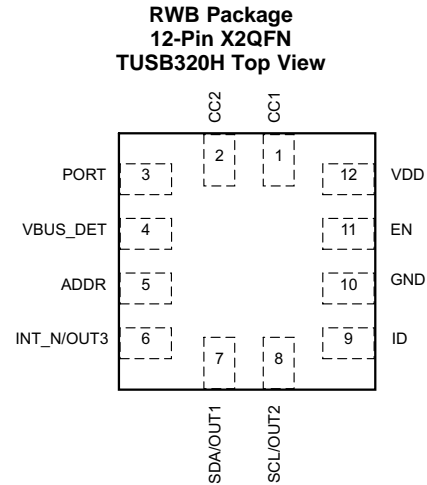 RWB Package
12-Pin X2QFN
TUSB320H Top View
CC2
CC1
2
1
PORT
3
12
VDD
VBUS_DET
4
11
EN
ADDR
5
10
GND
INT_N/OUT3
6
9
ID
7
8
SDA/OUT1
SCL/OUT2